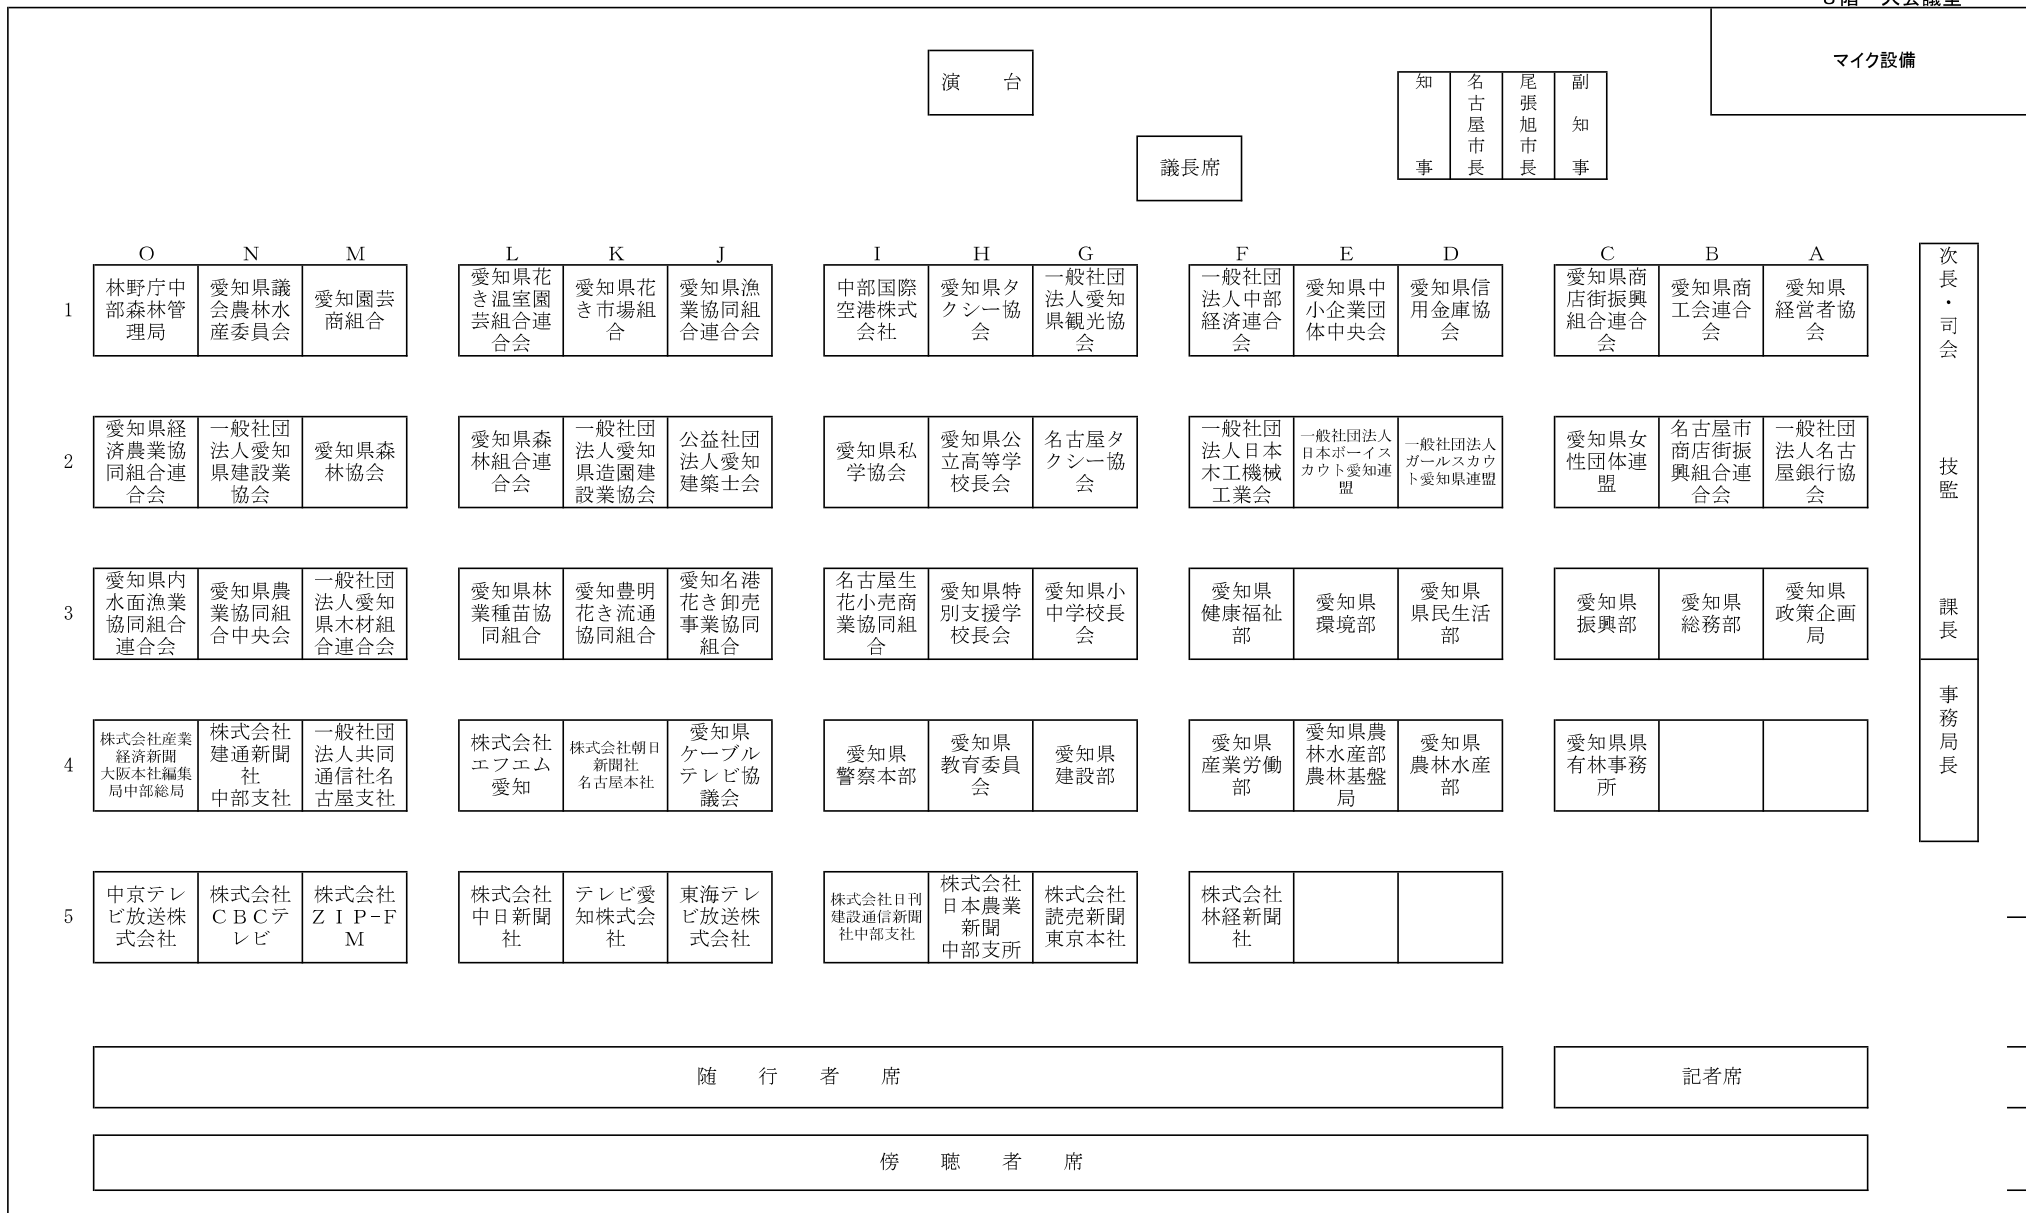 3階 大会議室
マイク設備
演 台
知事
名古屋市長
尾張旭市長
副知事
議長席
O N M L K J I H G F E D C B A
1
林野庁中
部森林管
理局
愛知県議
会農林水
産委員会
愛知園芸
商組合
愛知県花
き温室園
芸組合連
合会
愛知県花
き市場組
合
愛知県漁
業協同組
合連合会
中部国際
空港株式
会社
愛知県タ
クシー協
会
一般社団
法人愛知
県観光協
会
一般社団
法人中部
経済連合
会
愛知県中
小企業団
体中央会
愛知県信
用金庫協
会
愛知県商
店街振興
組合連合
会
愛知県商
工会連合
会
愛知県
経営者協
会
2
愛知県経
済農業協
同組合連
合会
一般社団
法人愛知
県建設業
協会
愛知県森
林協会
愛知県森
林組合連
合会
一般社団
法人愛知
県造園建
設業協会
公益社団
法人愛知
建築士会
愛知県私
学協会
愛知県公
立高等学
校長会
名古屋タ
クシー協
会
一般社団
法人日本
木工機械
工業会
一般社団法人
日本ボーイス
カウト愛知連
盟
一般社団法人
ガールスカウ
ト愛知県連盟
愛知県女
性団体連
盟
名古屋市
商店街振
興組合連
合会
一般社団
法人名古
屋銀行協
会
3
愛知県内
水面漁業
協同組合
連合会
愛知県農
業協同組
合中央会
一般社団
法人愛知
県木材組
合連合会
愛知県林
業種苗協
同組合
愛知豊明
花き流通
協同組合
愛知名港
花き卸売
事業協同
組合
名古屋生
花小売商
業協同組
合
愛知県特
別支援学
校長会
愛知県小
中学校長
会
愛知県
健康福祉
部
愛知県
環境部
愛知県
県民生活
部
愛知県
振興部
愛知県
総務部
愛知県
政策企画
局
4
株式会社産業
経済新聞
大阪本社編集
局中部総局
株式会社
建通新聞
社
中部支社
一般社団
法人共同
通信社名
古屋支社
株式会社
エフエム
愛知
株式会社朝日
新聞社
名古屋本社
愛知県
ケーブル
テレビ協
議会
愛知県
警察本部
愛知県
教育委員
会
愛知県
建設部
愛知県
産業労働
部
愛知県農
林水産部
農林基盤
局
愛知県
農林水産
部
愛知県県
有林事務
所
5
中京テレ
ビ放送株
式会社
株式会社
ＣＢＣテ
レビ
株式会社
ＺＩＰ-Ｆ
Ｍ
株式会社
中日新聞
社
テレビ愛
知株式会
社
東海テレ
ビ放送株
式会社
株式会社日刊
建設通信新聞
社中部支社
株式会社
日本農業
新聞
中部支所
株式会社
読売新聞
東京本社
株式会社
林経新聞
社
次長・司会
技監
課長
事務局長
随 行 者 席
記者席
傍 聴 者 席